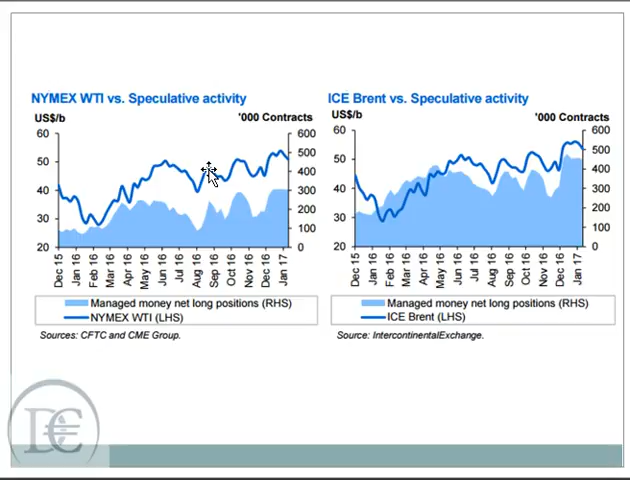 NYMEX WTI vs. Speculative activity
US$/b
'000 Contracts
60
50
40
30
20
600
500
400
300
200
100
0
Dec 15
Jan 16
Feb 16
Mar 16
Apr 16
May 16
Jun 16
Jul 16
Aug 16
Sep 16
Oct 16
Nov 16
Dec 16
Jan 17
Managed money net long positions (RHS)
NYMEX WTI (LHS)
Sources: CFTC and CME Group.
ICE Brent vs. Speculative activity
US$/b
'000 Contracts
60
50
40
30
20
600
500
400
300
200
100
0
Dec 15
Jan 16
Feb 16
Mar 16
Apr 16
May 16
Jun 16
Jul 16
Aug 16
Sep 16
Oct 16
Nov 16
Dec 16
Jan 17
Managed money net long positions (RHS)
ICE Brent (LHS)
Source: IntercontinentalExchange.